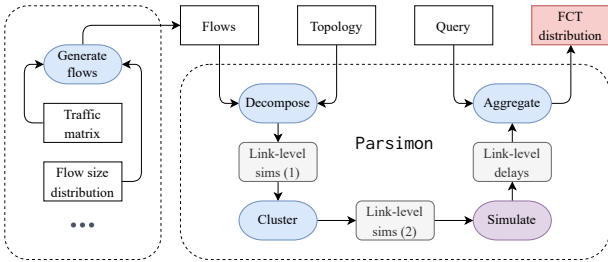 Flows
Topology
Query
FCT
distribution
Generate
flows
Traffic
matrix
Flow size
distribution
Decompose
Aggregate
Parsimon
Link-level
sims (1)
Link-level
delays
Cluster
Link-level
sims (2)
Simulate